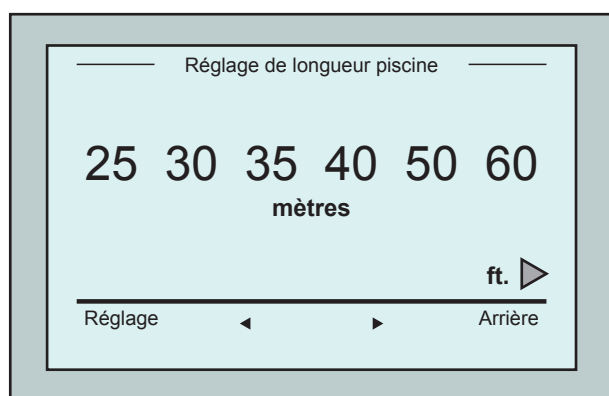 Réglage de longueur piscine
25 30 35 40 50 60
mètres
ft.
Réglage Arrière